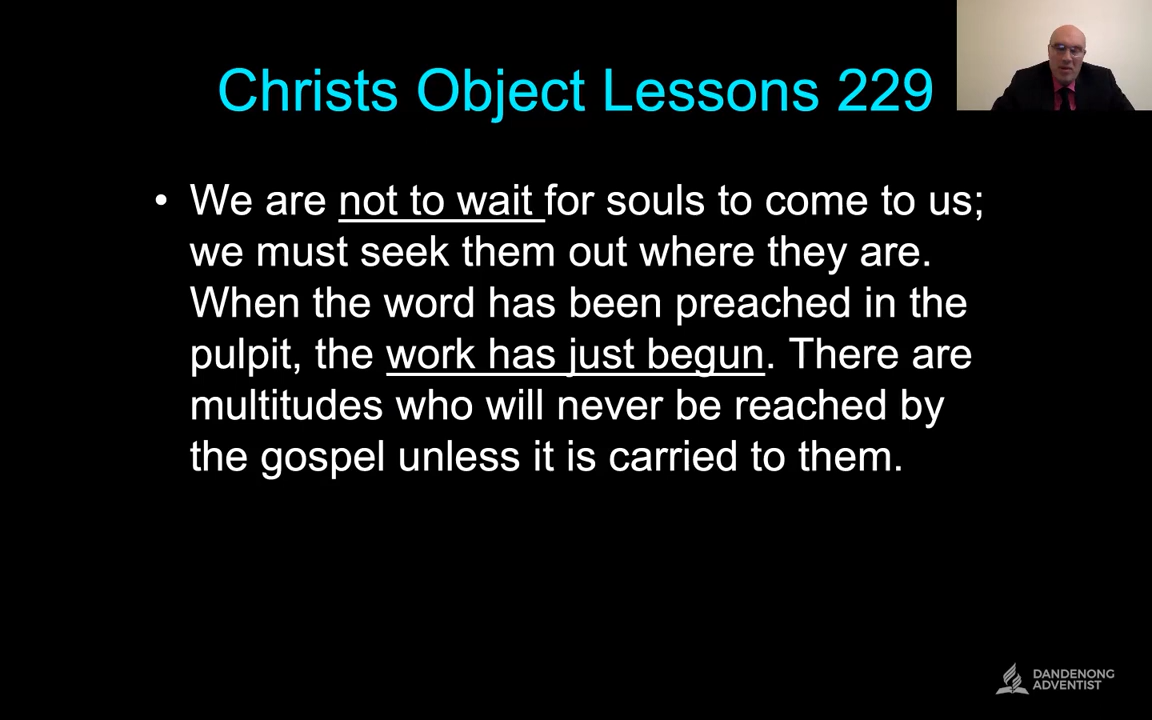 Christs Object Lessons 229
• We are not to wait for souls to come to us;
we must seek them out where they are.
When the word has been preached in the
pulpit, the work has just begun. There are
multitudes who will never be reached by
the gospel unless it is carried to them.
DANDENONG
ADVENTIST